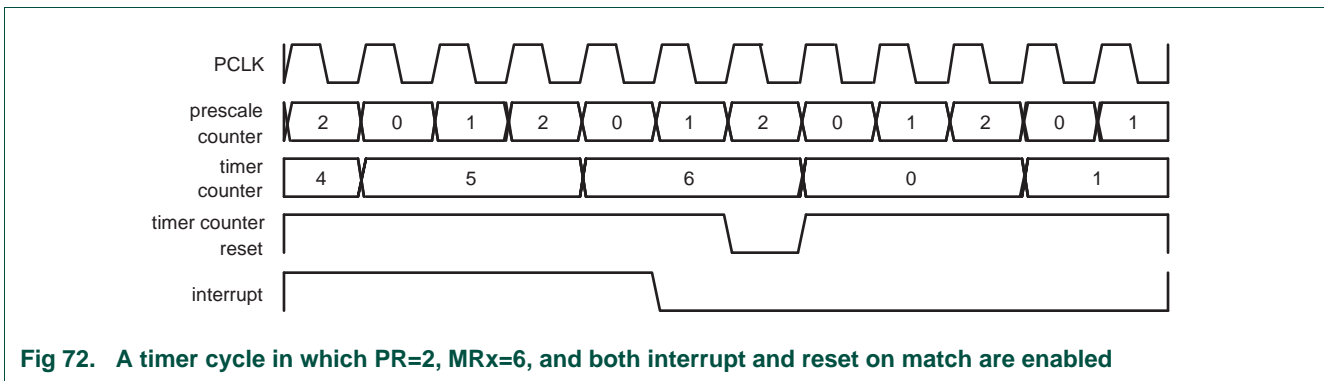 PCLK
prescale
counter
2 0 1 2 0 1 2 0 1 2 0 1
timer
counter
4 5 6 0 1
timer counter
reset
interrupt
Fig 72. A timer cycle in which PR=2, MRx=6, and both interrupt and reset on match are enabled